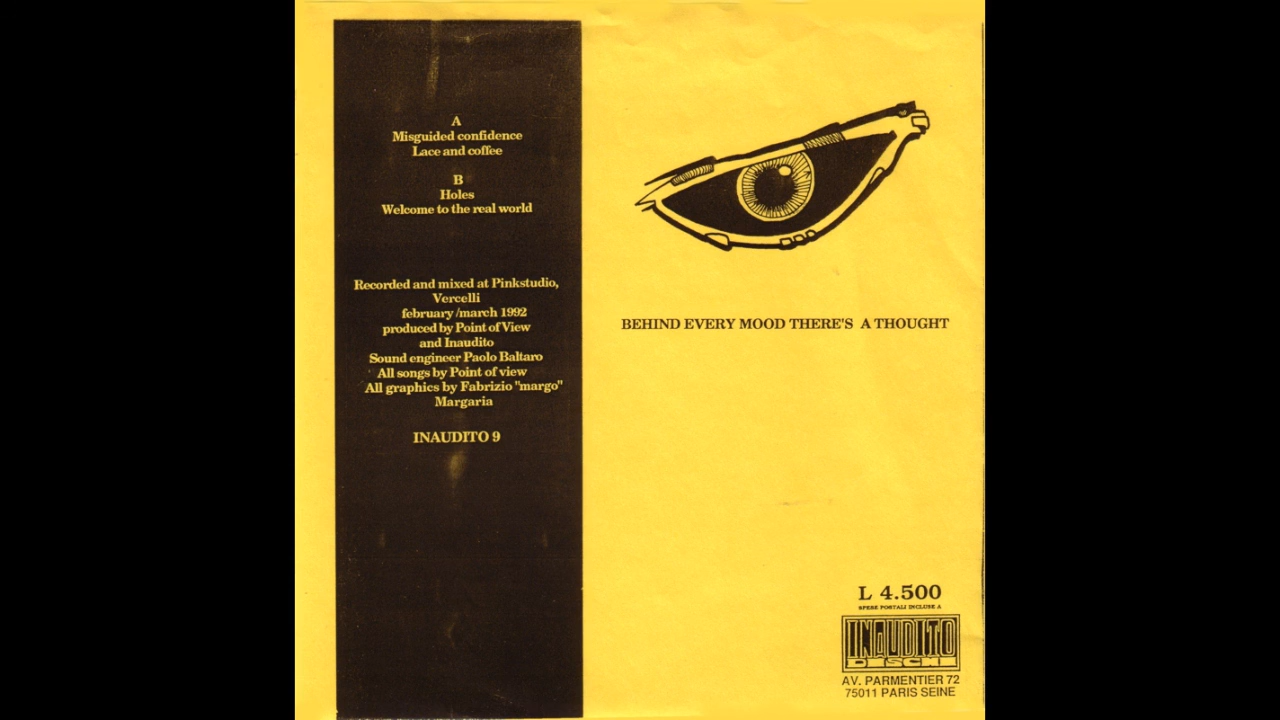 A
Misguided confidence
Lace and coffee
B
Holes
Welcome to the real world
Recorded and mixed at Pinkstudio,
Vercelli
february /march 1992
produced by Point of View
and Inaudito
Sound engineer Paolo Baltaro
All songs by Point of view
All graphics by Fabrizio "margo"
Margaria
INAUDITO 9
BEHIND EVERY MOOD THERE'S A THOUGHT
L 4.500
SPESE POSTALI INCLUSE A
INAUDITO
DISCHI
AV. PARMENTIER 72
75011 PARIS SEINE